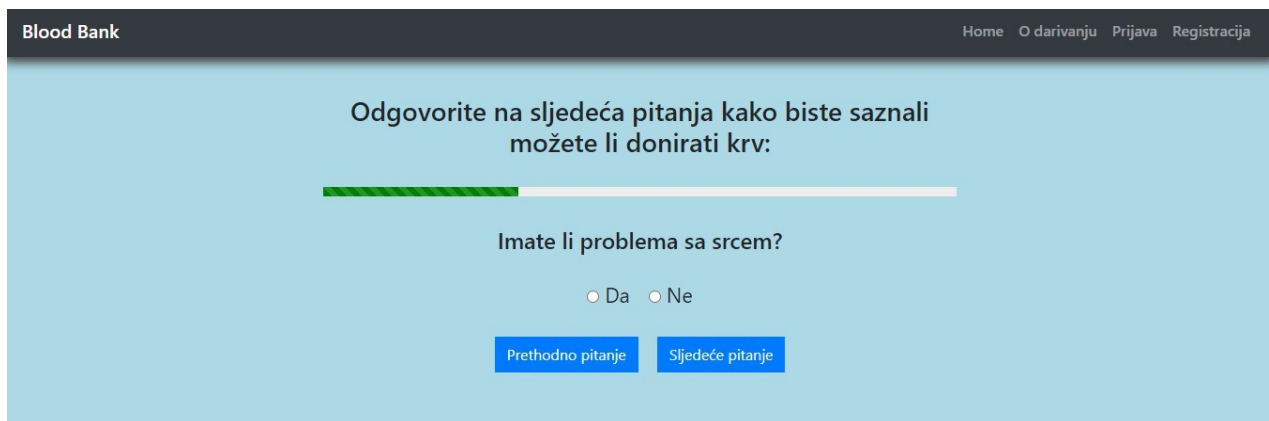 Blood Bank
Home O darivanju Prijava Registracija
Odgovorite na sljedeća pitanja kako biste saznali
možete li donirati krv:
Imate li problema sa srcem?
Da Ne
Prethodno pitanje Sljedeće pitanje